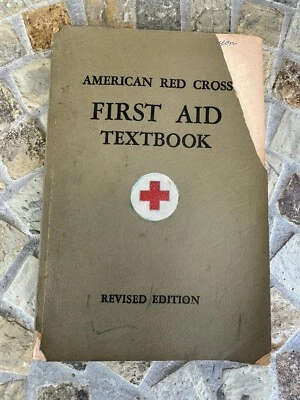 AMERICAN RED CROSS
FIRST AID
TEXTBOOK
REVISED EDITION